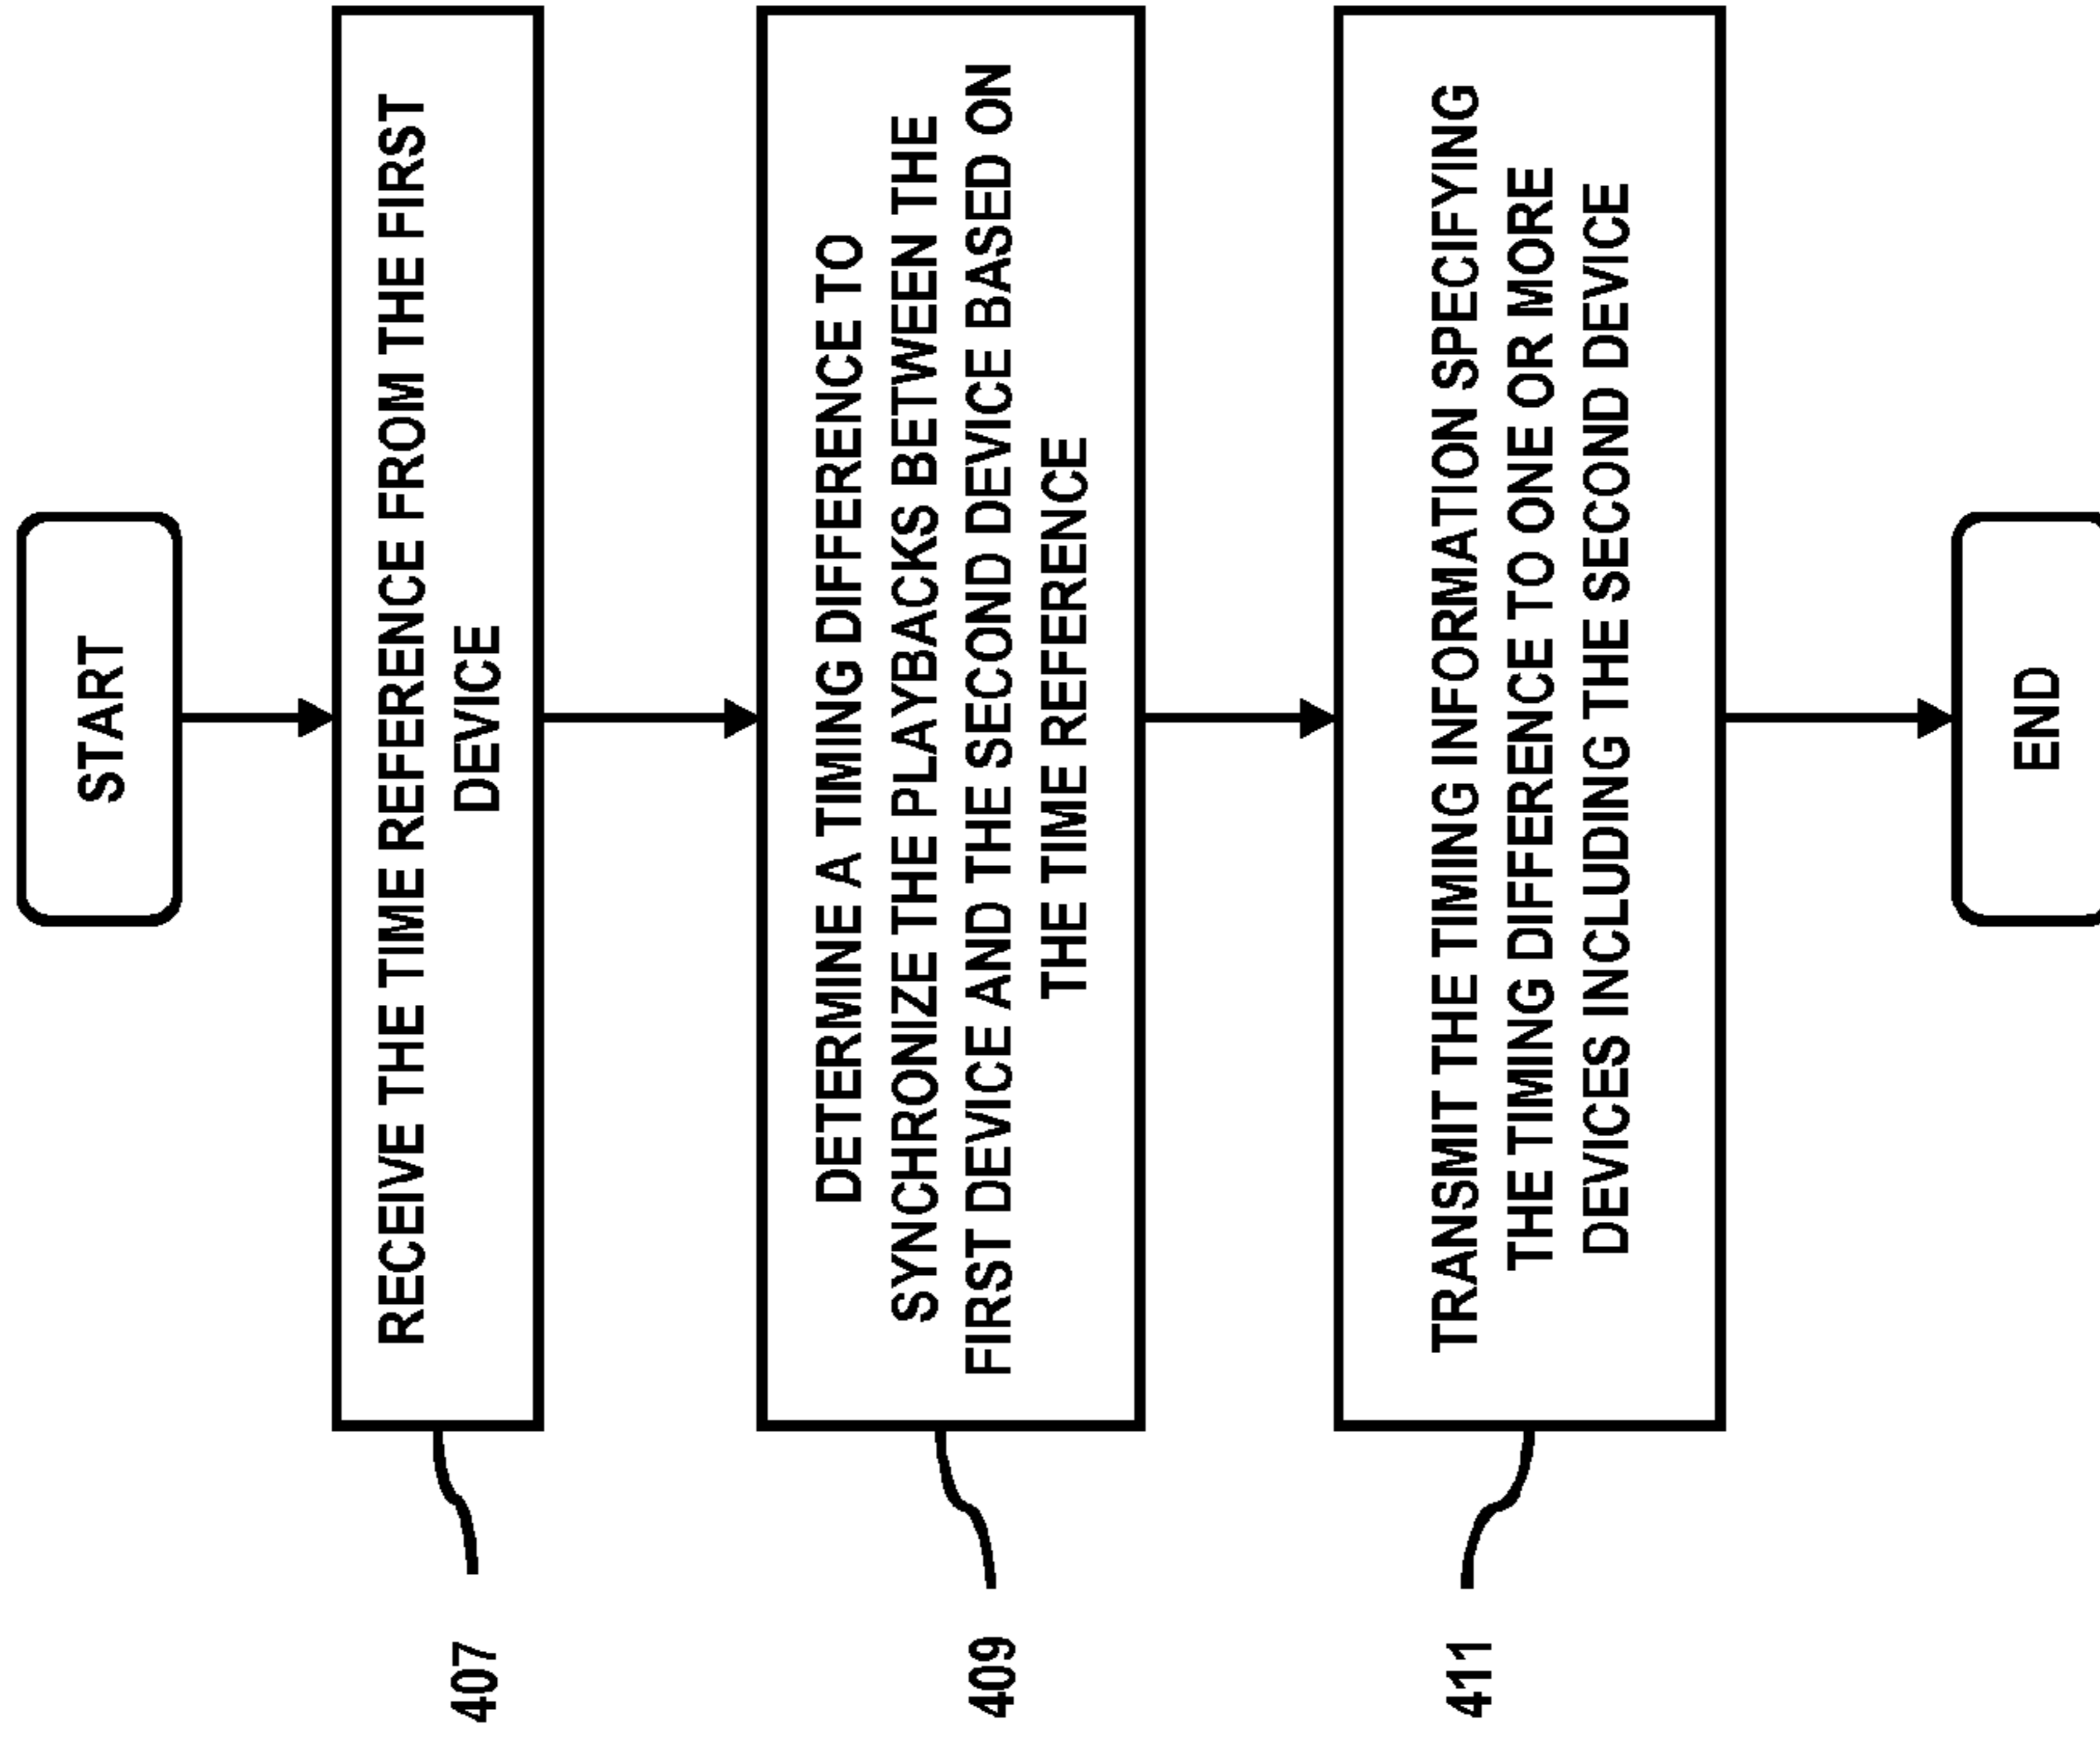 START
RECEIVE THE TIME REFERENCE FROM THE FIRST
DEVICE
407
DETERMINE A TIMING DIFFERENCE TO
SYNCHRONIZE THE PLAYBACKS BETWEEN THE
FIRST DEVICE AND THE SECOND DEVICE BASED ON
THE TIME REFERENCE
409
TRANSMIT THE TIMING INFORMATION SPECIFYING
THE TIMING DIFFERENCE TO ONE OR MORE
DEVICES INCLUDING THE SECOND DEVICE
411
END